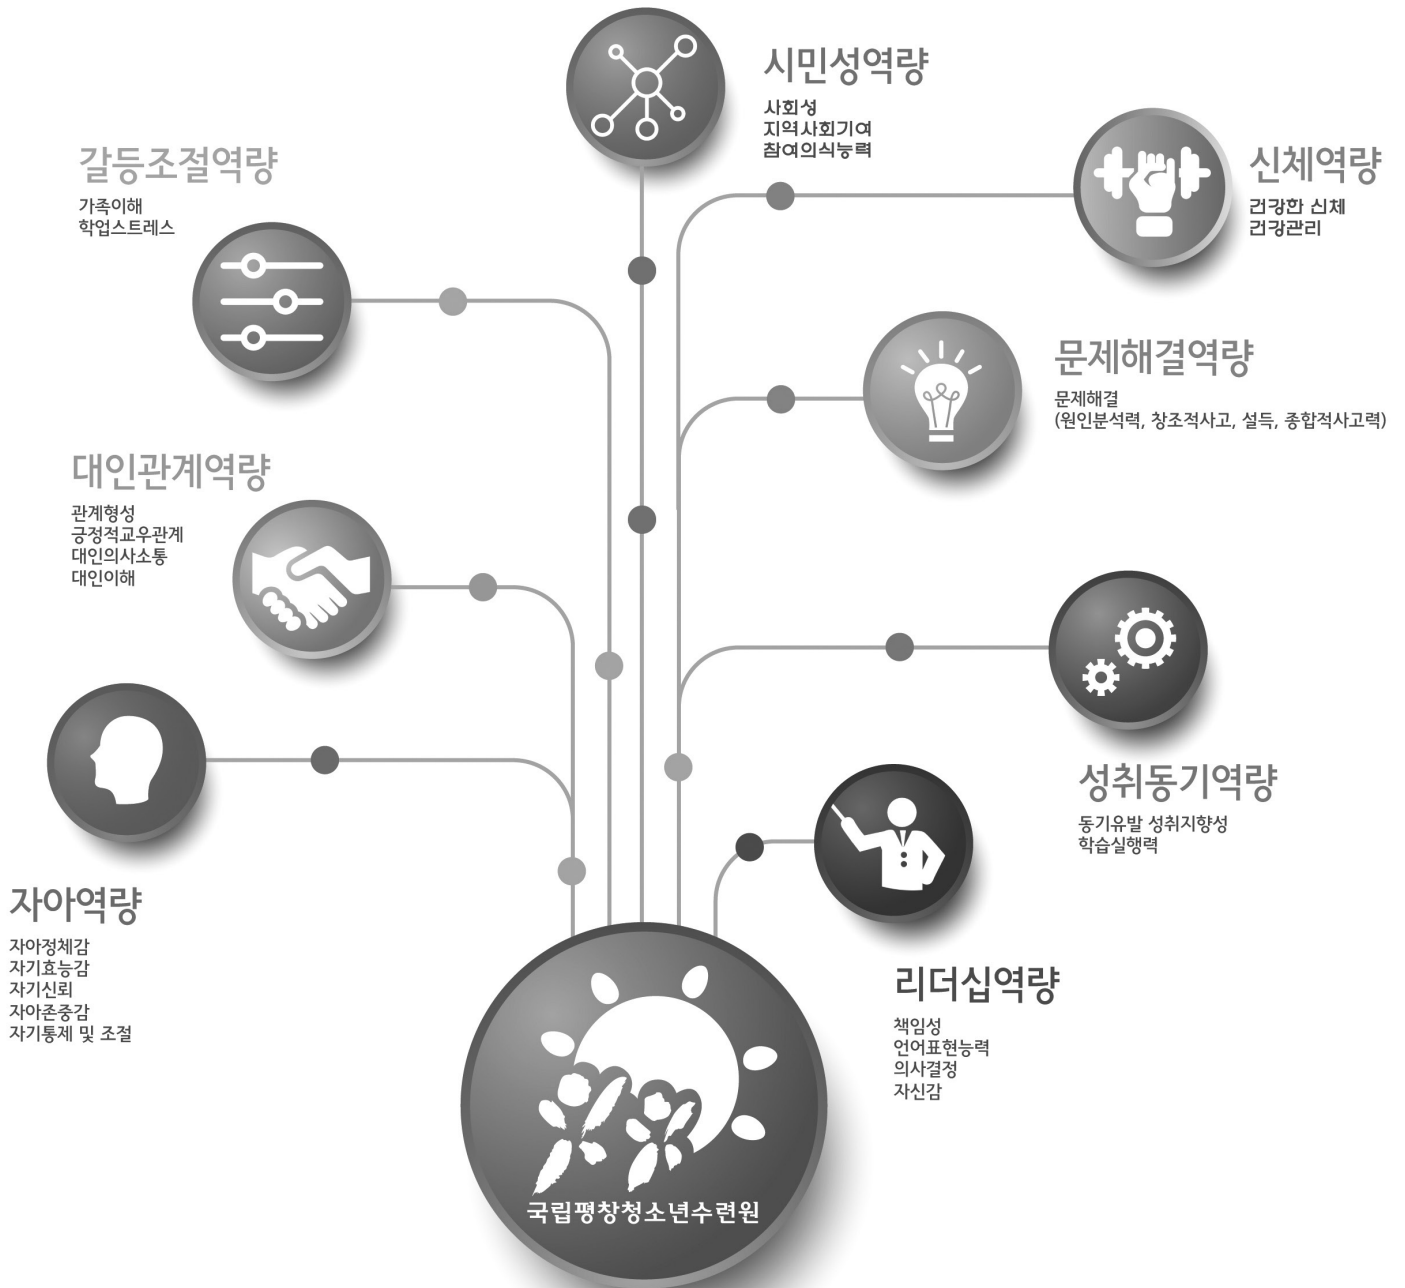 시민성역량
사회성
지역사회기여
참여의식능력
신체역량
건강한 신체
건강관리
갈등조절역량
가족이해
학업스트레스
문제해결역량
문제해결
(원인분석력, 창조적사고, 설득, 종합적사고력)
대인관계역량
관계형성
긍정적교우관계
대인의사소통
대인이해
성취동기역량
동기유발 성취지향성
학습실행력
자아역량
자아정체감
자기효능감
자기신뢰
자아존중감
자기통제 및 조절
리더십역량
책임성
언어표현능력
의사결정
자신감
국립평창청소년수련원